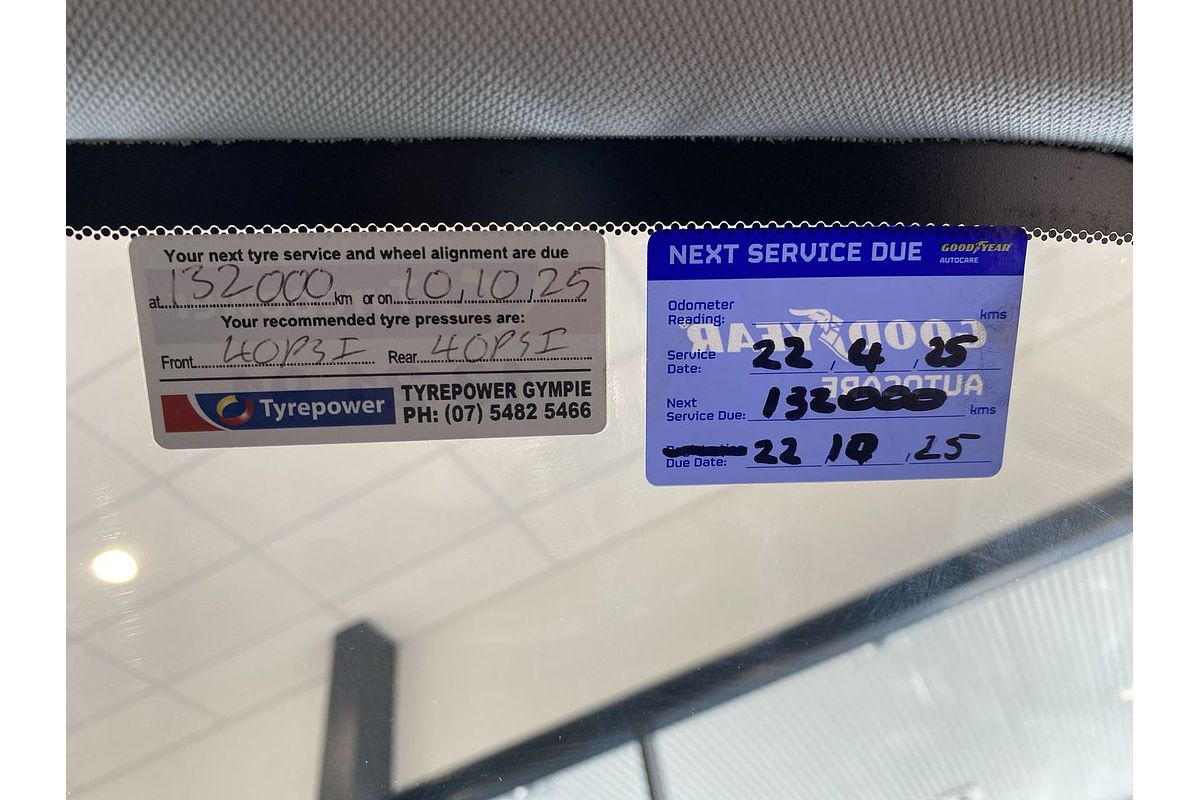 Your next tyre service and wheel alignment are due
at 132000 km or on 10,10,25
Your recommended tyre pressures are:
Front 40PSI Rear 40PSI
Tyrepower
TYREPOWER GYMPIE
PH: (07) 5482 5466
NEXT SERVICE DUE
GOODYEAR
AUTOCARE
Odometer
Reading: kms
GOODYEAR
Service
Date: 22 / 4 / 25
AUTOCARE
Next
Service Due: 132000 kms
Due Date: 22 / 10 / 25